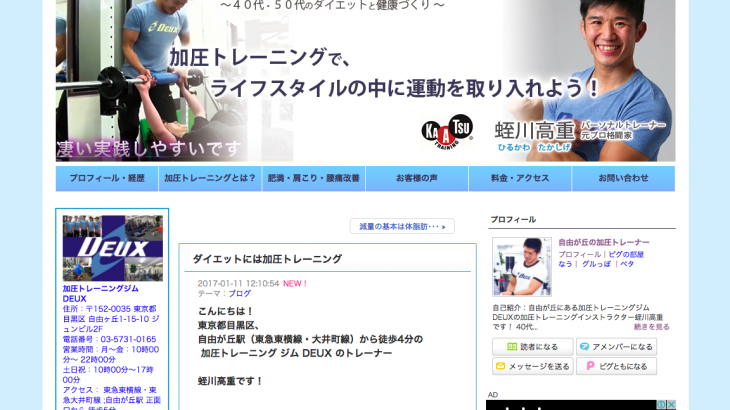 ～４０代・５０代のダイエットと健康づくり～
加圧トレーニングで、
ライフスタイルの中に運動を取り入れよう！
KAATSU
TRAINING
蛭川高重
ひるかわ たかしげ
パーソナルトレーナー
元プロ格闘家
凄い実践しやすいです
プロフィール・経歴
加圧トレーニングとは？
肥満・肩こり・腰痛改善
お客様の声
料金・アクセス
お問い合わせ
DEUX
加圧トレーニングジム
DEUX
住所：〒152-0035 東京都
目黒区 自由ヶ丘1-15-10 ジ
ュンビル2F
電話番号：03-5731-0165
営業時間：月〜金：10時00
分〜 22時00分
土日祝：10時00分〜17時
00分
アクセス： 東急東横線・東
急大井町線 ;自由が丘駅 正面
口から 徒歩5分
減量の基本は体脂肪･･･ »
ダイエットには加圧トレーニング
2017-01-11 12:10:54 NEW！
テーマ：ブログ
こんにちは！
東京都目黒区、
自由が丘駅（東急東横線・大井町線）から徒歩4分の
加圧トレーニング ジム DEUX のトレーナー
蛭川高重です！
プロフィール
自由が丘の加圧トレーナー
プロフィール｜ピグの部屋
なう｜ グルっぽ ｜ペタ
自己紹介：自由が丘にある加圧トレーニングジム
DEUXの加圧トレーニングインストラクター蛭川高重
です！ 40代...
続きを見る
読者になる
アメンバーになる
メッセージを送る
ピグともになる
AD